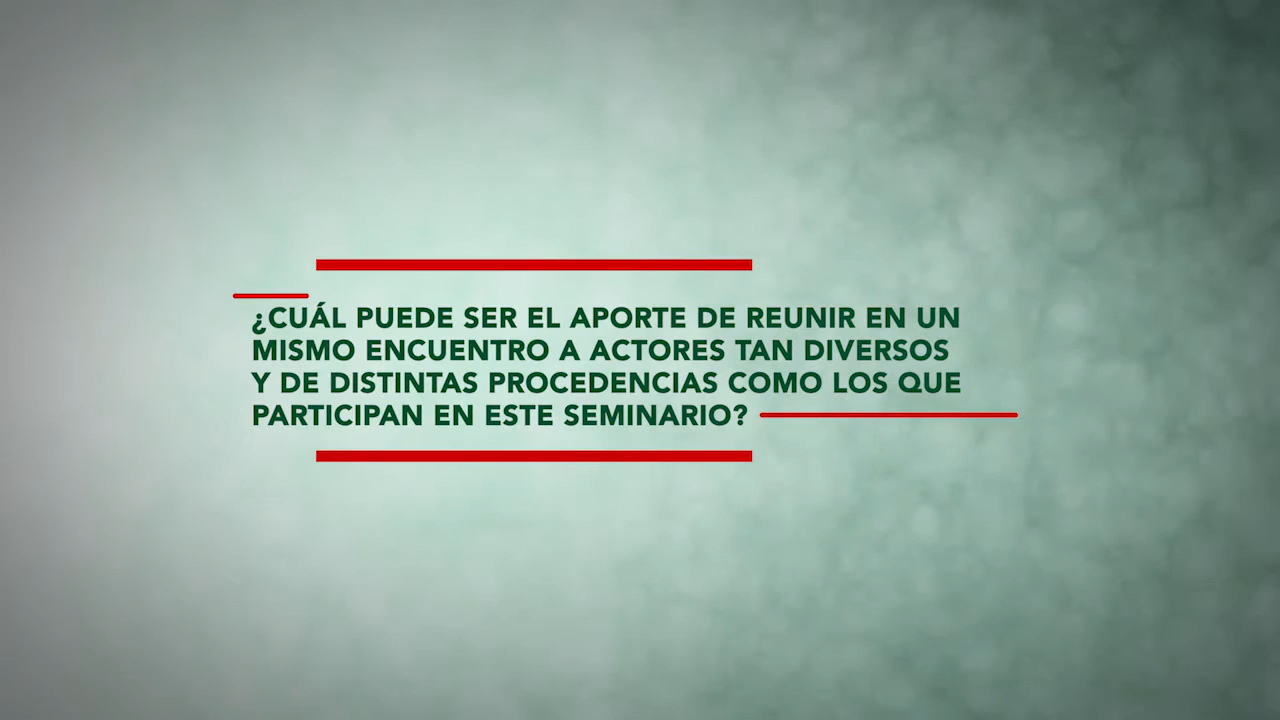 ¿CUÁL PUEDE SER EL APORTE DE REUNIR EN UN
MISMO ENCUENTRO A ACTORES TAN DIVERSOS
Y DE DISTINTAS PROCEDENCIAS COMO LOS QUE
PARTICIPAN EN ESTE SEMINARIO?